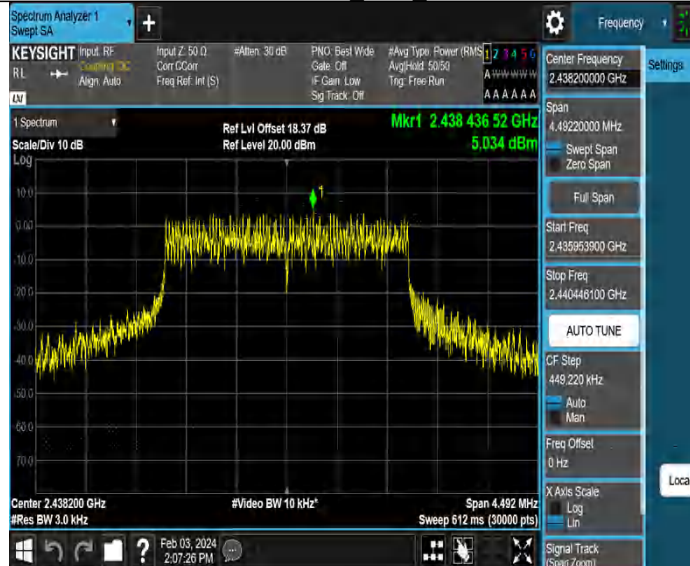 Spectrum Analyzer 1
Swept SA
+
Frequency
KEYSIGHT
Input: RF
Coupling: DC
Align: Auto
RL
Input Z: 50 Ω
Corr CCorr
Freq Ref: Int (S)
#Atten: 30 dB
PNO: Best Wide
Gate: Off
IF Gain: Low
Sig Track: Off
#Avg Type: Power (RMS
Avg|Hold: 50/50
Trig: Free Run
1 2 3 4 5 6
A W W W W W
A A A A A A
LV
1 Spectrum
Scale/Div 10 dB
Log
Ref Lvl Offset 18.37 dB
Ref Level 20.00 dBm
Mkr1 2.438 436 52 GHz
5.034 dBm
1
10.0
0.00
-10.0
-20.0
-30.0
-40.0
-50.0
-60.0
-70.0
Center 2.438200 GHz
#Res BW 3.0 kHz
#Video BW 10 kHz*
Span 4.492 MHz
Sweep 612 ms (30000 pts)
?
Feb 03, 2024
2:07:26 PM
Center Frequency
2.438200000 GHz
Span
4.49220000 MHz
Swept Span
Zero Span
Full Span
Start Freq
2.435953900 GHz
Stop Freq
2.440446100 GHz
AUTO TUNE
CF Step
449.220 kHz
Auto
Man
Freq Offset
0 Hz
X Axis Scale
Log
Lin
Signal Track
(Span Zoom)
Settings
Loca